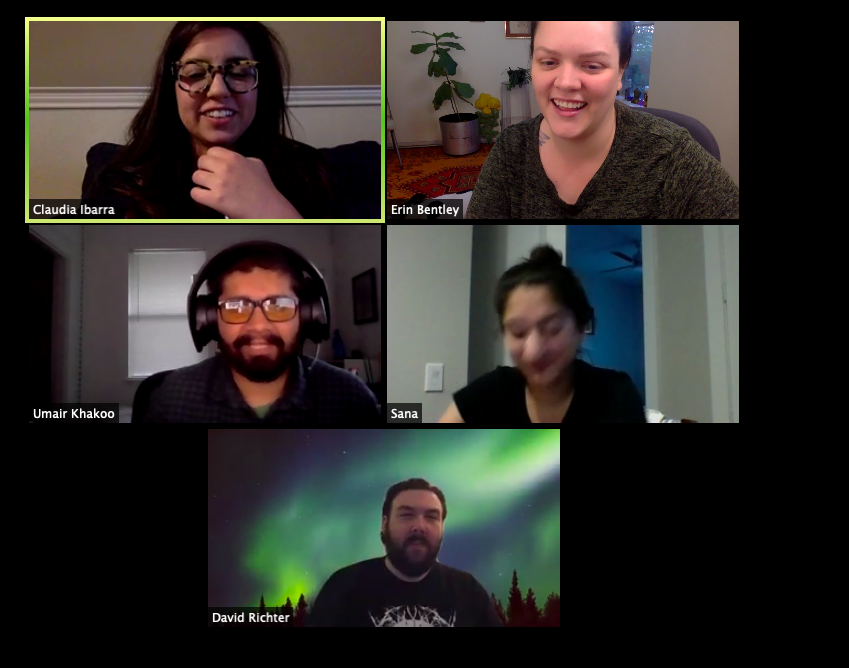 Claudia Ibarra
Erin Bentley
Umair Khakoo
Sana
David Richter